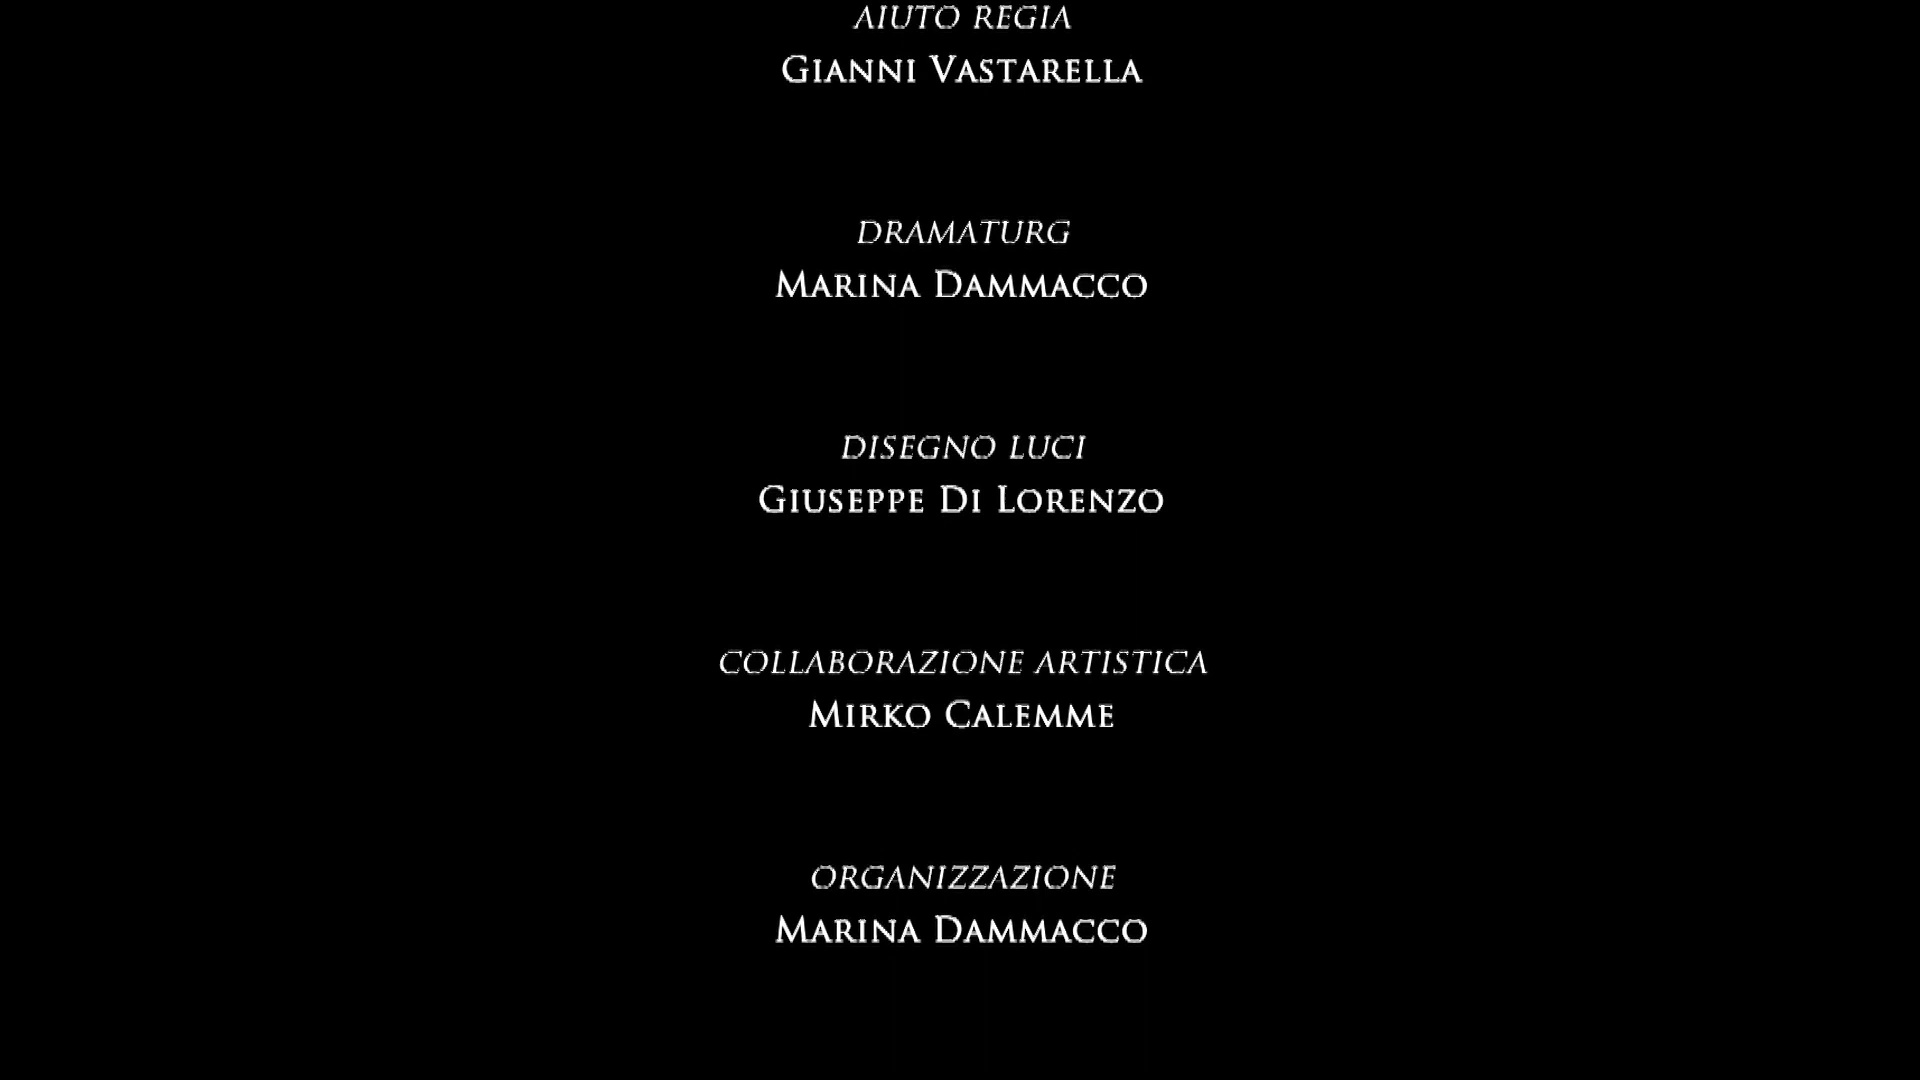 AIUTO REGIA
GIANNI VASTARELLA
DRAMATURG
MARINA DAMMACCO
DISEGNO LUCI
GIUSEPPE DI LORENZO
COLLABORAZIONE ARTISTICA
MIRKO CALEMME
ORGANIZZAZIONE
MARINA DAMMACCO